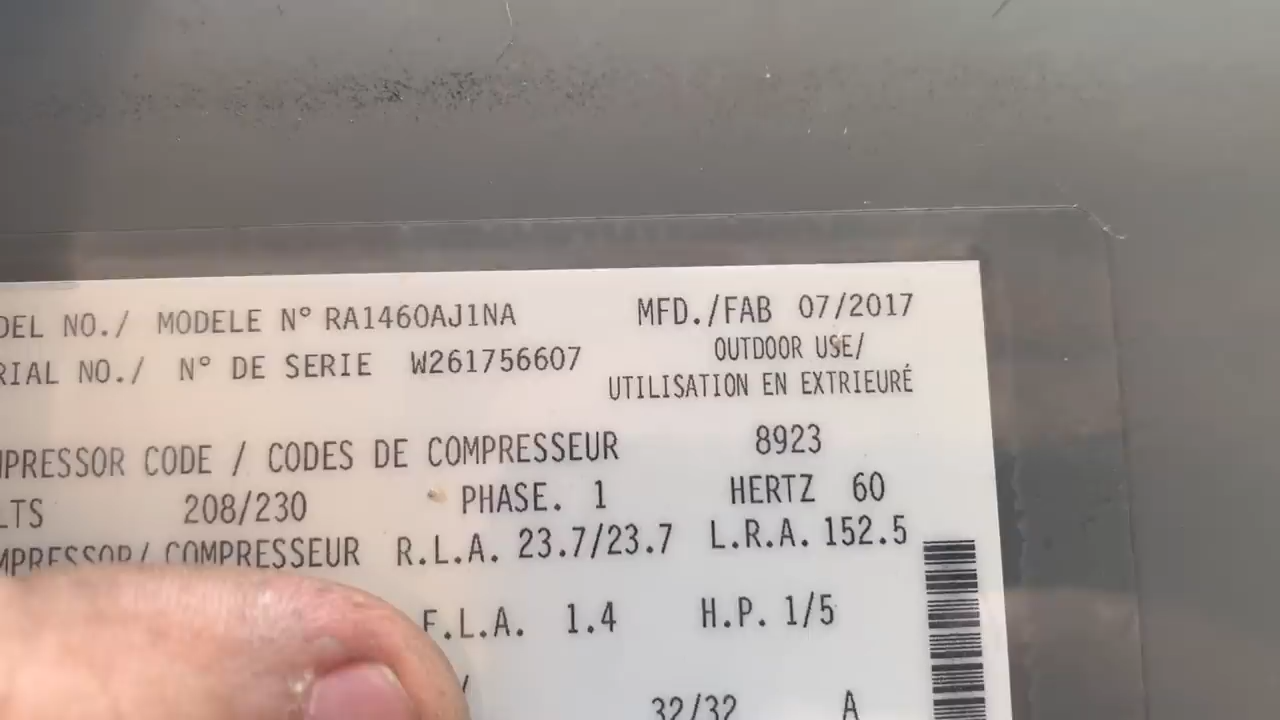 DEL NO./ MODELE N° RA1460AJ1NA MFD./FAB 07/2017
RIAL NO./ N° DE SERIE W261756607 OUTDOOR USE/
UTILISATION EN EXTRIEURÉ
MPRESSOR CODE / CODES DE COMPRESSEUR 8923
LTS 208/230 PHASE. 1 HERTZ 60
MPRESSOR/ COMPRESSEUR R.L.A. 23.7/23.7 L.R.A. 152.5
F.L.A. 1.4 H.P. 1/5
/ 32/32 A